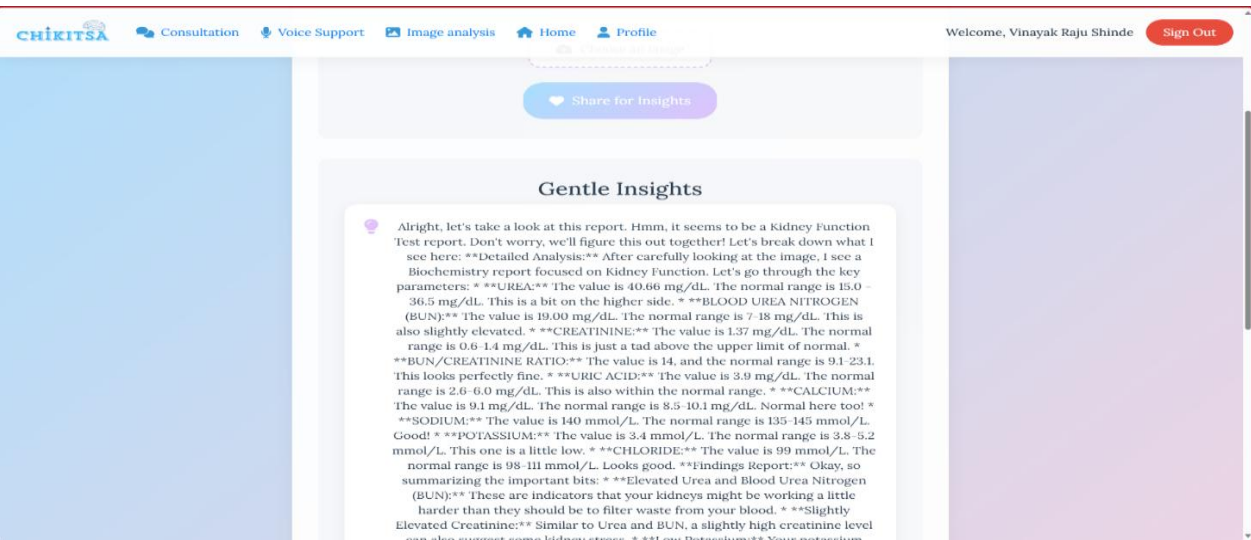 CHIKITSA Consultation Voice Support Image analysis Home Profile Welcome, Vinayak Raju Shinde Sign Out
Share for Insights
Gentle Insights
Alright, let's take a look at this report. Hmm, it seems to be a Kidney Function
Test report. Don't worry, we'll figure this out together! Let's break down what I
see here: **Detailed Analysis:** After carefully looking at the image, I see a
Biochemistry report focused on Kidney Function. Let's go through the key
parameters: * **UREA:** The value is 40.66 mg/dL. The normal range is 15.0 -
36.5 mg/dL. This is a bit on the higher side. * **BLOOD UREA NITROGEN
(BUN):** The value is 19.00 mg/dL. The normal range is 7-18 mg/dL. This is
also slightly elevated. * **CREATININE:** The value is 1.37 mg/dL. The normal
range is 0.6-1.4 mg/dL. This is just a tad above the upper limit of normal. *
**BUN/CREATININE RATIO:** The value is 14, and the normal range is 9.1-23.1.
This looks perfectly fine. * **URIC ACID:** The value is 3.9 mg/dL. The normal
range is 2.6-6.0 mg/dL. This is also within the normal range. * **CALCIUM:**
The value is 9.1 mg/dL. The normal range is 8.5-10.1 mg/dL. Normal here too! *
**SODIUM:** The value is 140 mmol/L. The normal range is 135-145 mmol/L.
Good! * **POTASSIUM:** The value is 3.4 mmol/L. The normal range is 3.8-5.2
mmol/L. This one is a little low. * **CHLORIDE:** The value is 99 mmol/L. The
normal range is 98-111 mmol/L. Looks good. **Findings Report:** Okay, so
summarizing the important bits: * **Elevated Urea and Blood Urea Nitrogen
(BUN):** These are indicators that your kidneys might be working a little
harder than they should be to filter waste from your blood. * **Slightly
Elevated Creatinine:** Similar to Urea and BUN, a slightly high creatinine level
can also suggest some kidney stress. * **Low Potassium:** Your potassium